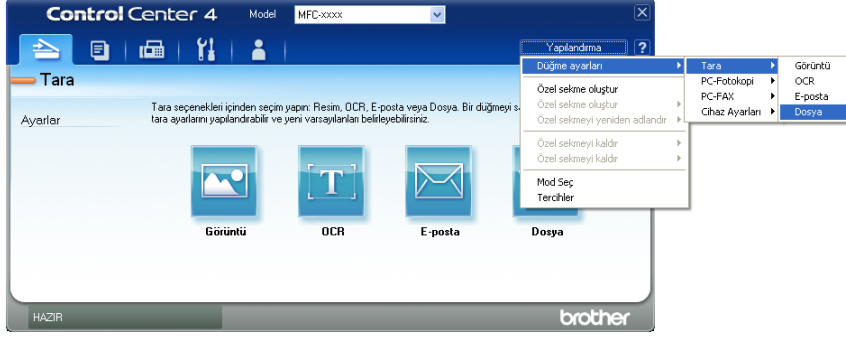 Control Center 4 Model MFC-xxxx
Yapılandırma ?
Tara
Ayarlar
Tara seçenekleri içinden seçim yapın: Resim, OCR, E-posta veya Dosya. Bir düğmeyi s
tara ayarlarını yapılandırabilir ve yeni varsayılanları belirleyebilirsiniz.
Görüntü
OCR
E-posta
Dosya
Düğme ayarları
Özel sekme oluştur
Özel sekme oluştur
Özel sekmeyi yeniden adlandır
Özel sekmeyi kaldır
Özel sekmeyi kaldır
Mod Seç
Tercihler
Tara
PC-Fotokopi
PC-FAX
Cihaz Ayarları
Görüntü
OCR
E-posta
Dosya
HAZIR
brother